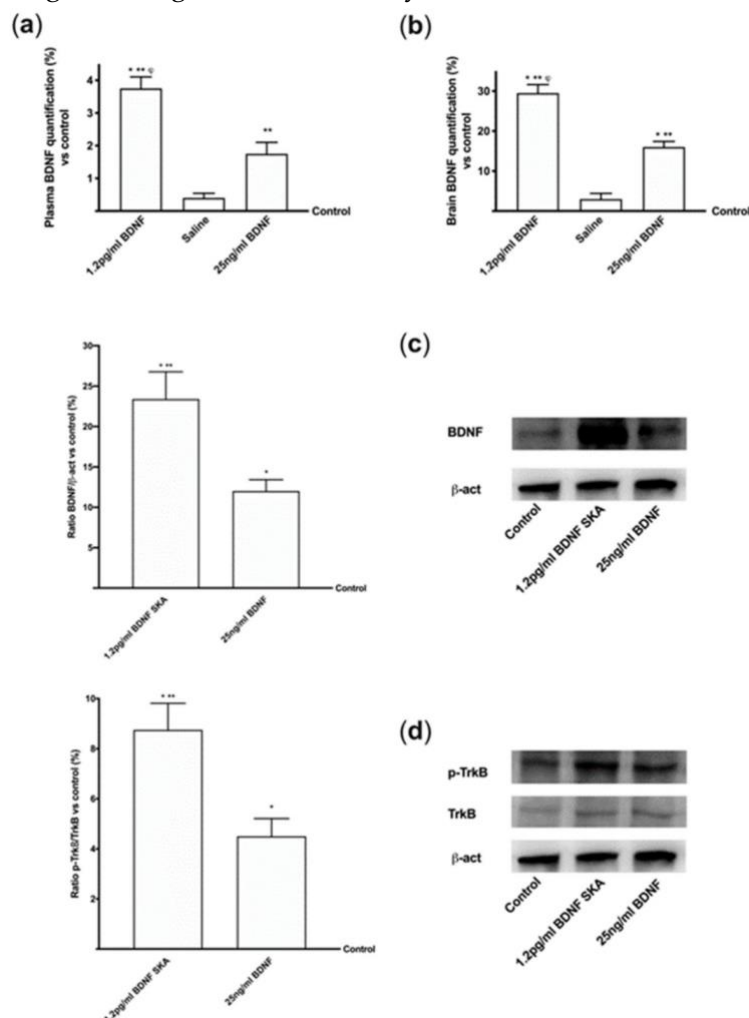 (a)
Plasma BDNF quantification (%)
vs control
4
3
2
1
* ** φ
**
Control
1.2pg/ml BDNF
Saline
25ng/ml BDNF
(b)
Brain BDNF quantification (%)
vs control
30
20
10
* ** φ
* **
Control
1.2pg/ml BDNF
Saline
25ng/ml BDNF
Ratio BDNF/β-act vs control (%)
30
25
20
15
10
5
* **
*
Control
1.2pg/ml BDNF SKA
25ng/ml BDNF
(c)
BDNF
β-act
Control
1.2pg/ml BDNF SKA
25ng/ml BDNF
Ratio p-TrkB/TrkB vs control (%)
10
8
6
4
2
* **
*
Control
1.2pg/ml BDNF SKA
25ng/ml BDNF
(d)
p-TrkB
TrkB
β-act
Control
1.2pg/ml BDNF SKA
25ng/ml BDNF